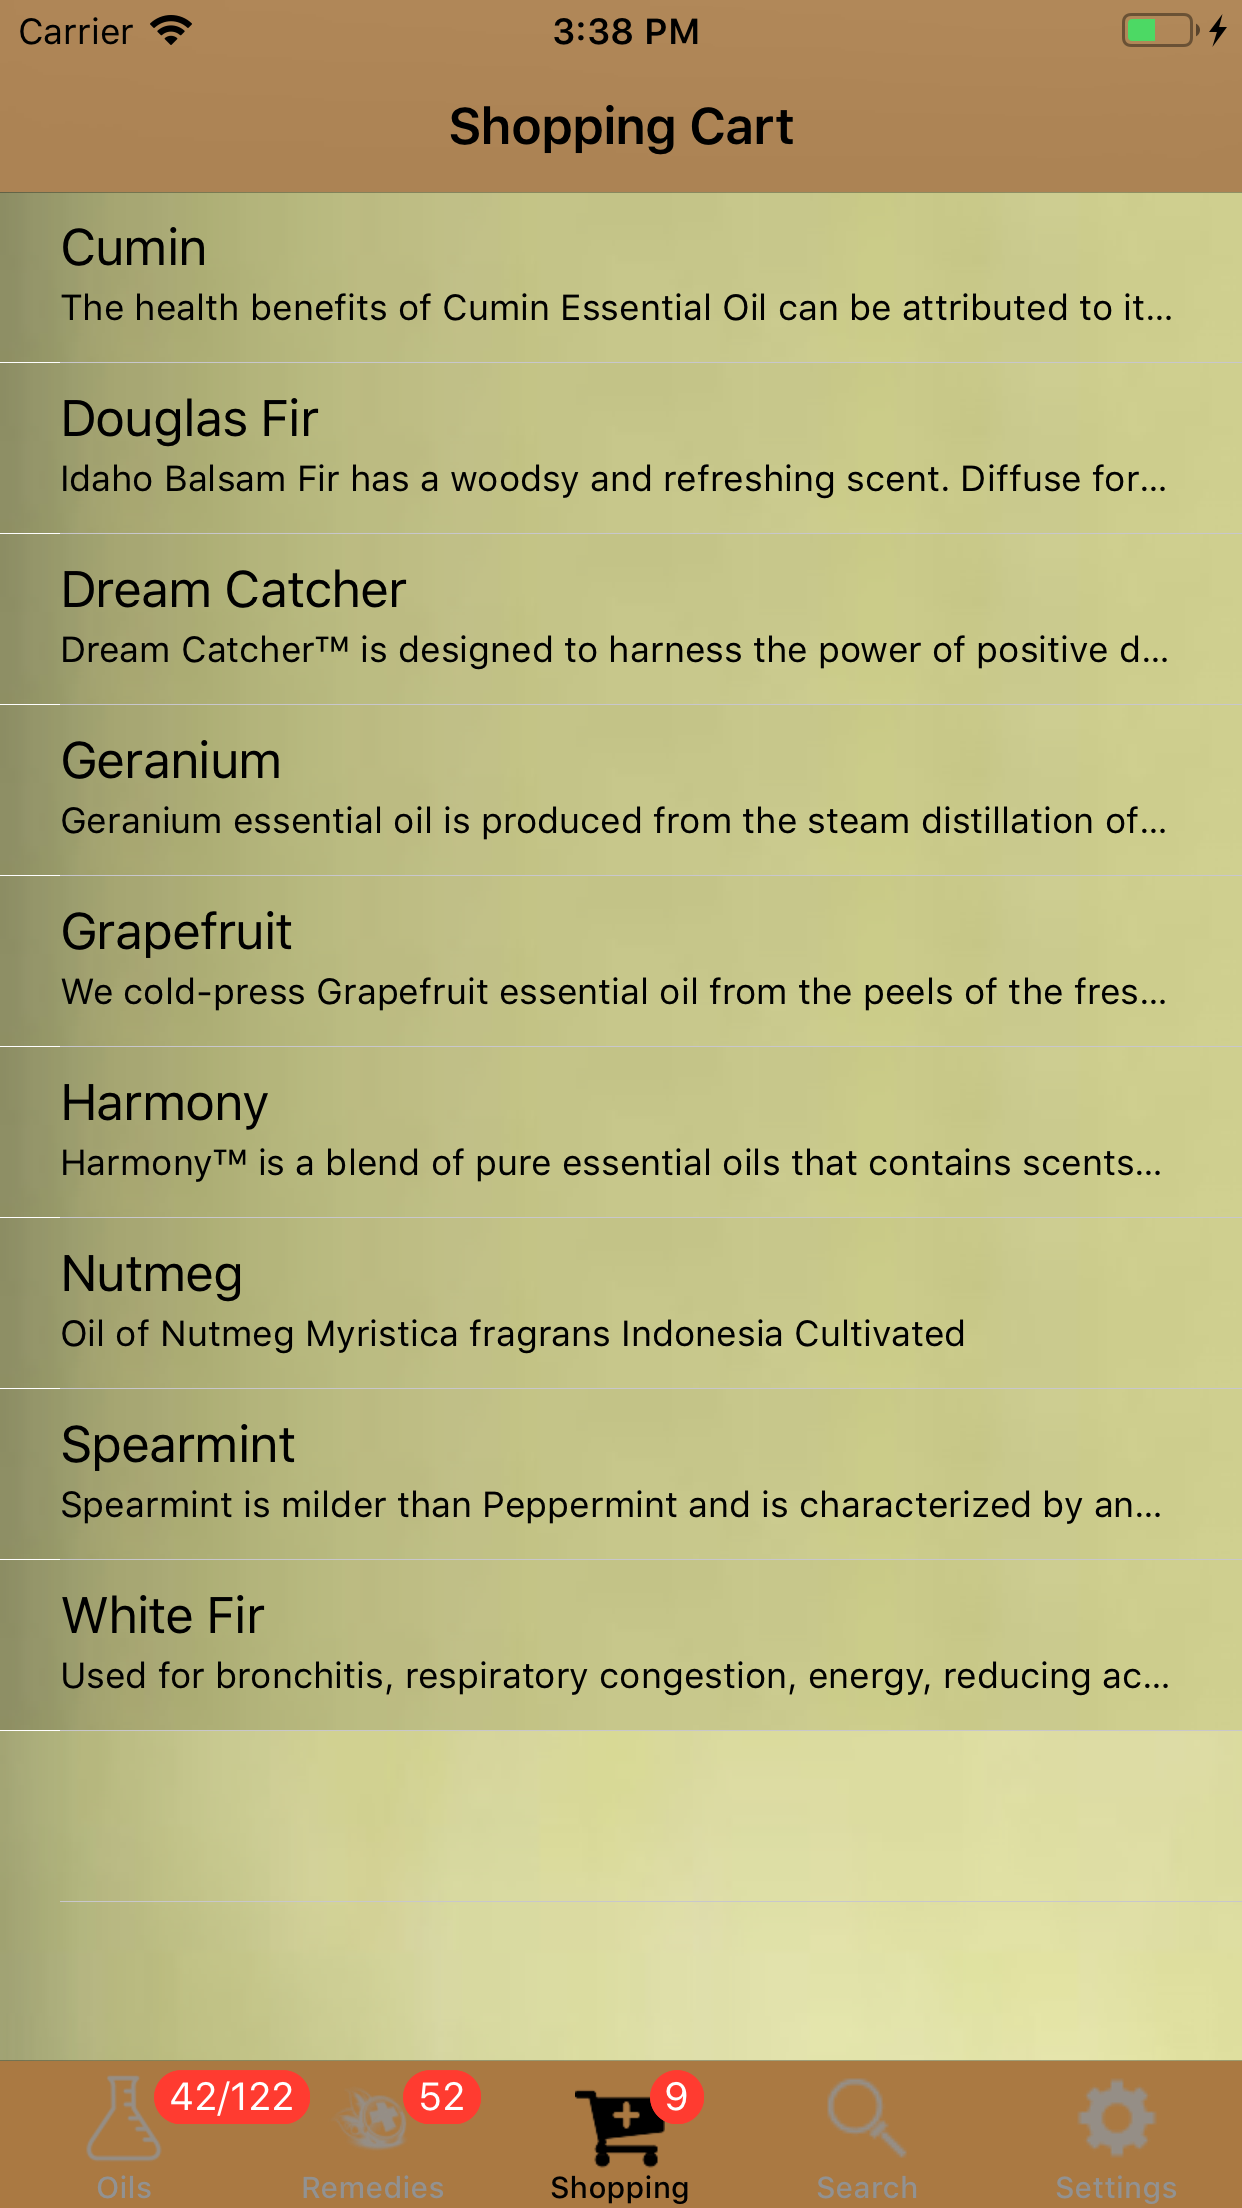 Carrier 3:38 PM
Shopping Cart
Cumin
The health benefits of Cumin Essential Oil can be attributed to it...
Douglas Fir
Idaho Balsam Fir has a woodsy and refreshing scent. Diffuse for...
Dream Catcher
Dream Catcher™ is designed to harness the power of positive d...
Geranium
Geranium essential oil is produced from the steam distillation of...
Grapefruit
We cold-press Grapefruit essential oil from the peels of the fres...
Harmony
Harmony™ is a blend of pure essential oils that contains scents...
Nutmeg
Oil of Nutmeg Myristica fragrans Indonesia Cultivated
Spearmint
Spearmint is milder than Peppermint and is characterized by an...
White Fir
Used for bronchitis, respiratory congestion, energy, reducing ac...
42/122 52 9
Oils Remedies Shopping Search Settings